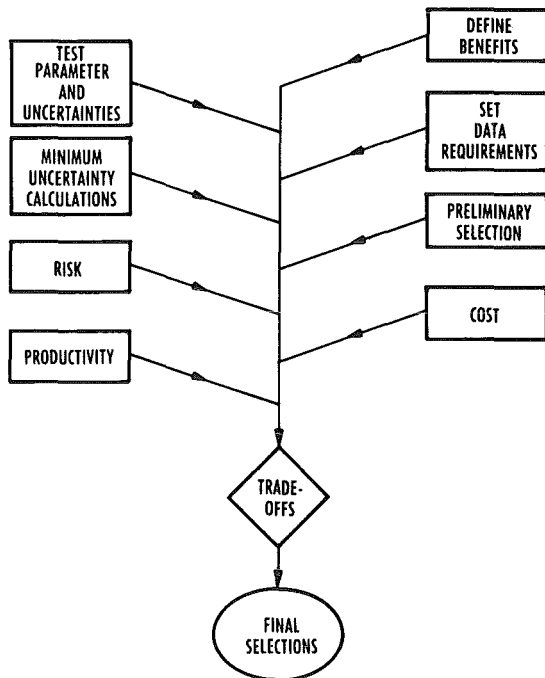 TEST
PARAMETER
AND
UNCERTAINTIES
MINIMUM
UNCERTAINTY
CALCULATIONS
RISK
PRODUCTIVITY
DEFINE
BENEFITS
SET
DATA
REQUIREMENTS
PRELIMINARY
SELECTION
COST
TRADE-
OFFS
FINAL
SELECTIONS